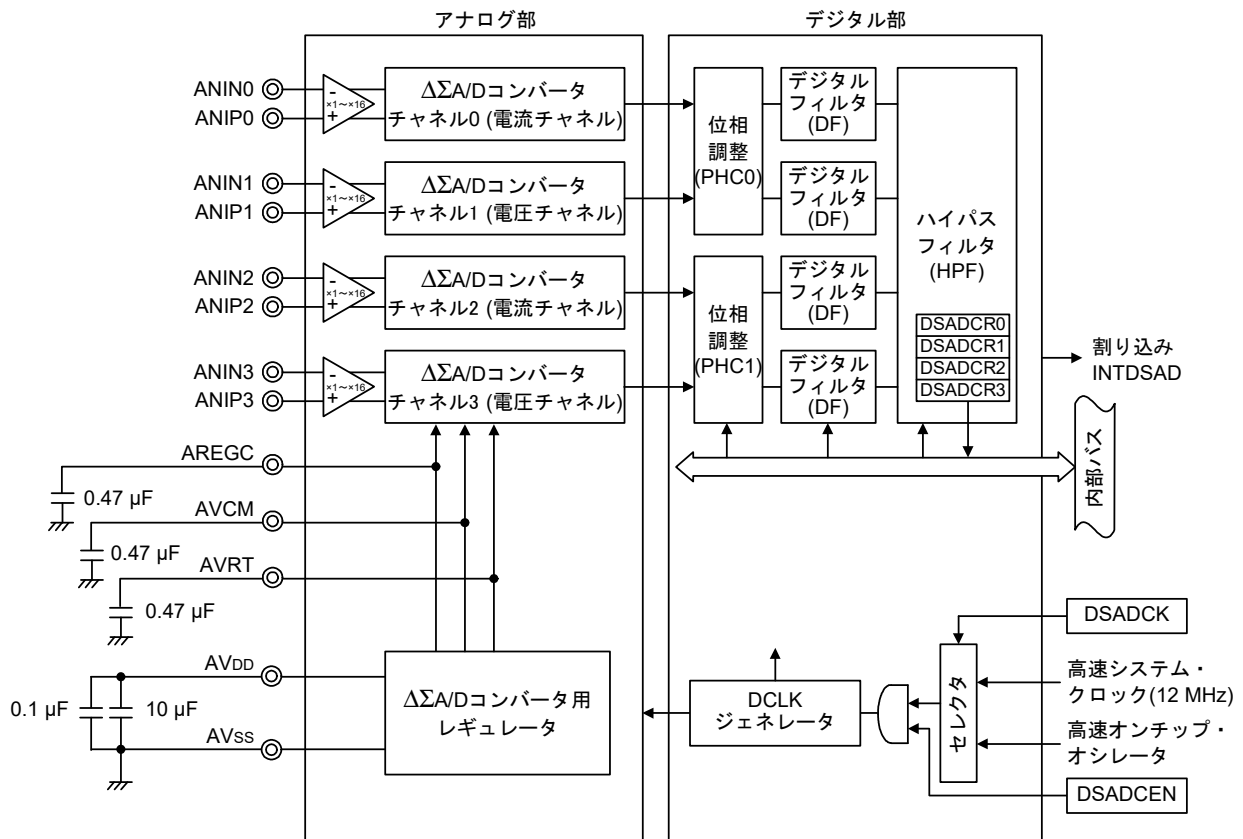 アナログ部
デジタル部
ANIN0
ANIP0
-
×1～×16
+
ΔΣA/Dコンバータ
チャネル0 (電流チャネル)
ANIN1
ANIP1
-
×1～×16
+
ΔΣA/Dコンバータ
チャネル1 (電圧チャネル)
ANIN2
ANIP2
-
×1～×16
+
ΔΣA/Dコンバータ
チャネル2 (電流チャネル)
ANIN3
ANIP3
-
×1～×16
+
ΔΣA/Dコンバータ
チャネル3 (電圧チャネル)
位相
調整
(PHC0)
位相
調整
(PHC1)
デジタル
フィルタ
(DF)
デジタル
フィルタ
(DF)
デジタル
フィルタ
(DF)
デジタル
フィルタ
(DF)
ハイパス
フィルタ
(HPF)
DSADCR0
DSADCR1
DSADCR2
DSADCR3
割り込み
INTDSAD
内部バス
AREGC
0.47 µF
AVCM
0.47 µF
AVRT
0.47 µF
AVDD
0.1 µF
10 µF
AVSS
ΔΣA/Dコンバータ用
レギュレータ
DCLK
ジェネレータ
セレクタ
DSADCK
高速システム・
クロック(12 MHz)
高速オンチップ・
オシレータ
DSADCEN